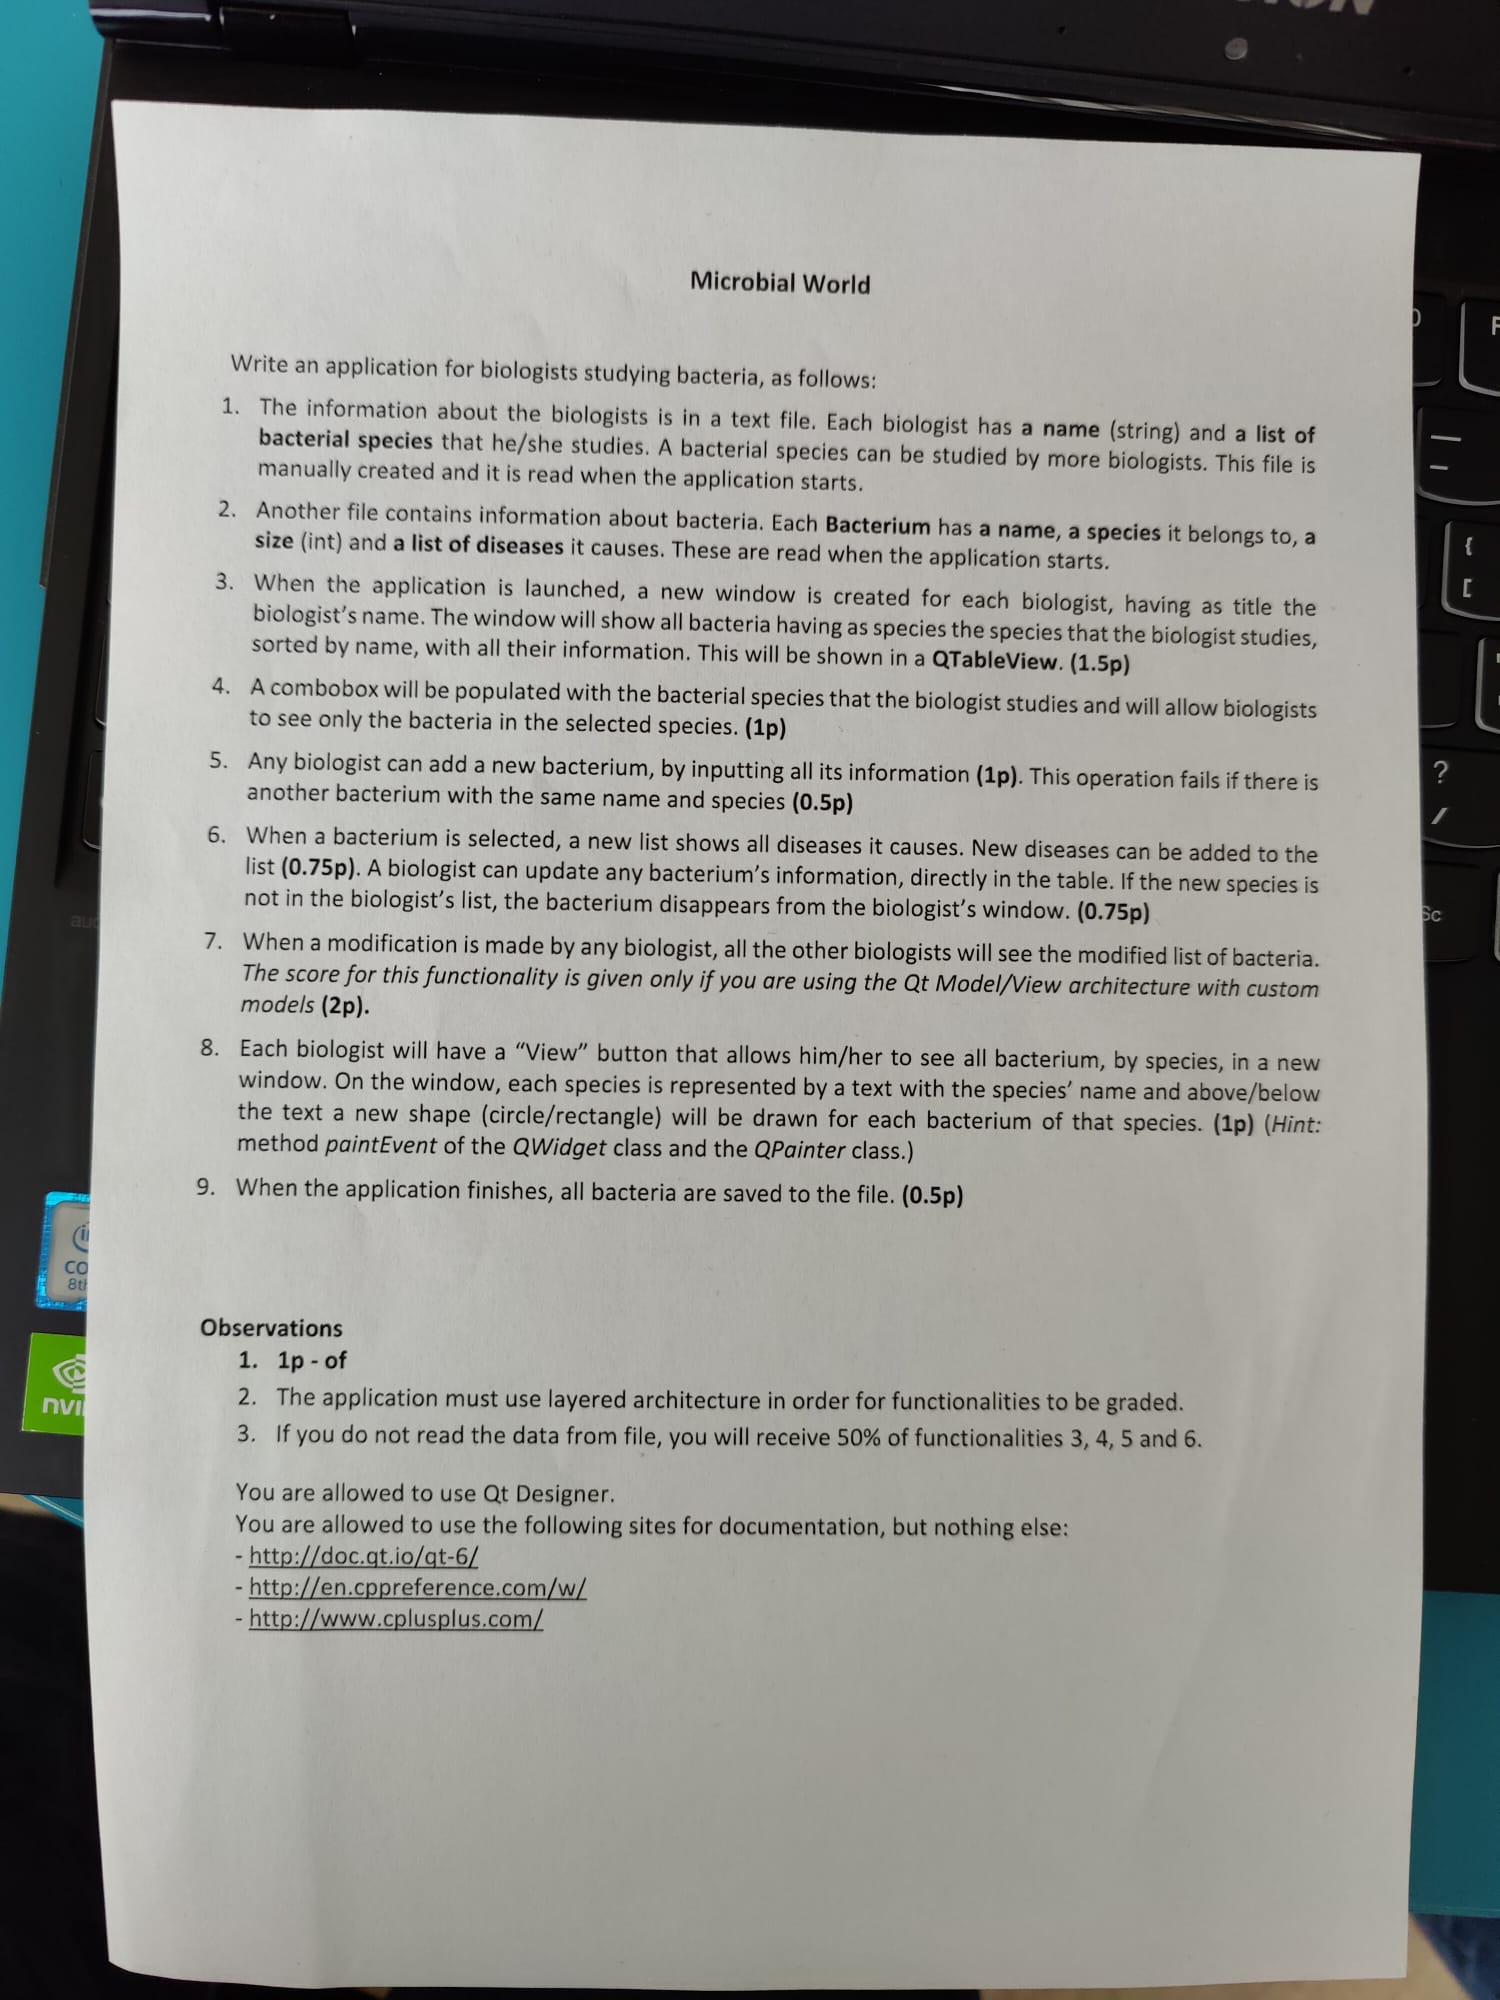 Microbial World
Write an application for biologists studying bacteria, as follows:
1. The information about the biologists is in a text file. Each biologist has a name (string) and a list of
bacterial species that he/she studies. A bacterial species can be studied by more biologists. This file is
manually created and it is read when the application starts.
2. Another file contains information about bacteria. Each Bacterium has a name, a species it belongs to, a
size (int) and a list of diseases it causes. These are read when the application starts.
3. When the application is launched, a new window is created for each biologist, having as title the
biologist's name. The window will show all bacteria having as species the species that the biologist studies,
sorted by name, with all their information. This will be shown in a QTableView. (1.5p)
4. A combobox will be populated with the bacterial species that the biologist studies and will allow biologists
to see only the bacteria in the selected species. (1p)
5. Any biologist can add a new bacterium, by inputting all its information (1p). This operation fails if there is
another bacterium with the same name and species (0.5p)
6. When a bacterium is selected, a new list shows all diseases it causes. New diseases can be added to the
list (0.75p). A biologist can update any bacterium's information, directly in the table. If the new species is
not in the biologist's list, the bacterium disappears from the biologist's window. (0.75p)
7. When a modification is made by any biologist, all the other biologists will see the modified list of bacteria.
The score for this functionality is given only if you are using the Qt Model/View architecture with custom
models (2p).
8. Each biologist will have a "View" button that allows him/her to see all bacterium, by species, in a new
window. On the window, each species is represented by a text with the species' name and above/below
the text a new shape (circle/rectangle) will be drawn for each bacterium of that species. (1p) (Hint:
method paintEvent of the QWidget class and the QPainter class.)
9. When the application finishes, all bacteria are saved to the file. (0.5p)
Observations
1. 1p - of
2. The application must use layered architecture in order for functionalities to be graded.
3. If you do not read the data from file, you will receive 50% of functionalities 3, 4, 5 and 6.
You are allowed to use Qt Designer.
You are allowed to use the following sites for documentation, but nothing else:
- http://doc.qt.io/qt-6/
- http://en.cppreference.com/w/
- http://www.cplusplus.com/
{
[
?
/
8th